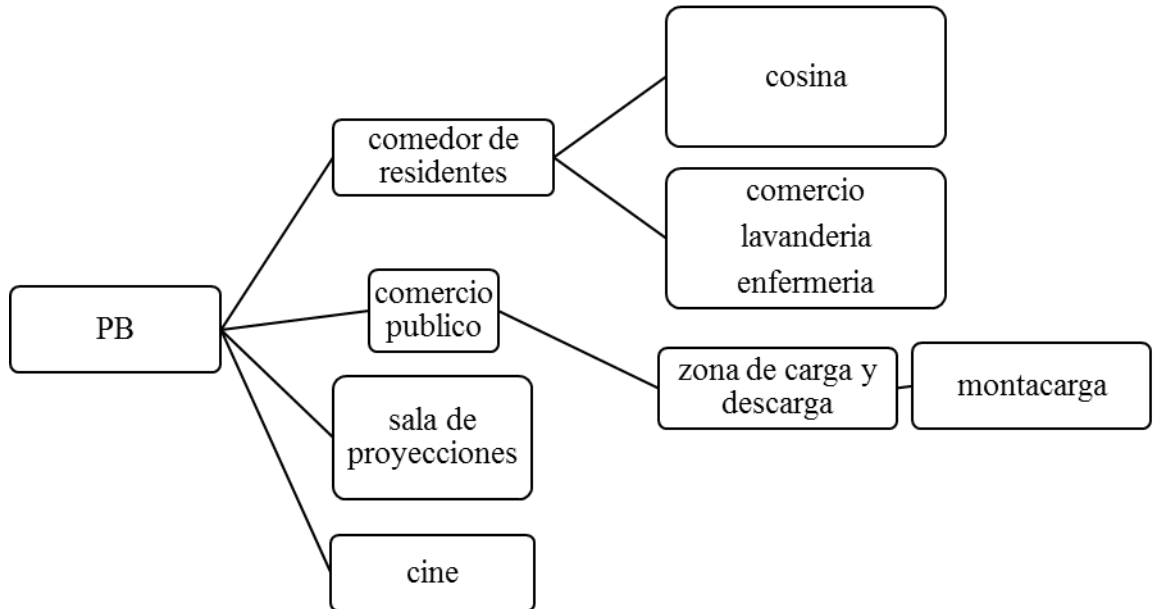 PB
comedor de
residentes
cosina
comercio
lavanderia
enfermeria
comercio
publico
zona de carga y
descarga
montacarga
sala de
proyecciones
cine